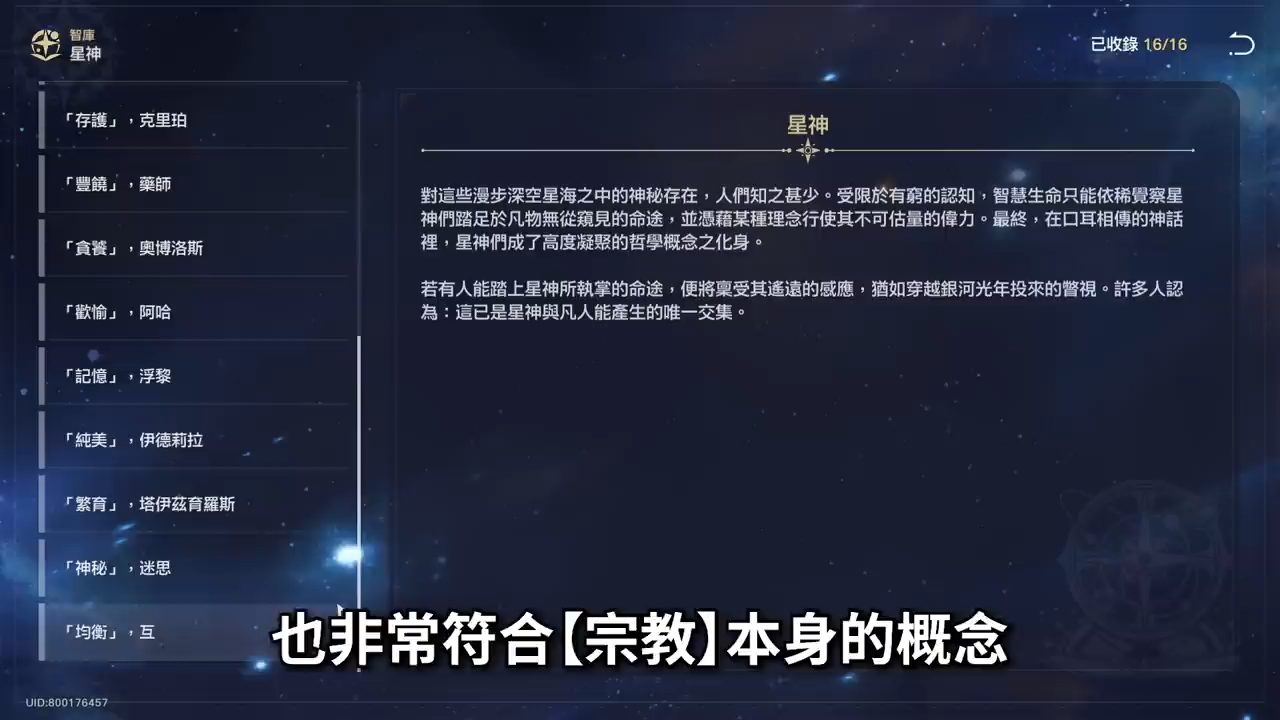 智庫
星神
已收錄 16/16
「存護」，克里珀
「豐饒」，藥師
「貪饕」，奧博洛斯
「歡愉」，阿哈
「記憶」，浮黎
「純美」，伊德莉拉
「繁育」，塔伊茲育羅斯
「神秘」，迷思
「均衡」，互
星神
對這些漫步深空星海之中的神秘存在，人們知之甚少。受限於有窮的認知，智慧生命只能依稀覺察星
神們踏足於凡物無從窺見的命途，並憑藉某種理念行使其不可估量的偉力。最終，在口耳相傳的神話
裡，星神們成了高度凝聚的哲學概念之化身。
若有人能踏上星神所執掌的命途，便將稟受其遙遠的感應，猶如穿越銀河光年投來的瞥視。許多人認
為：這已是星神與凡人能產生的唯一交集。
也非常符合【宗教】本身的概念
UID:800176457